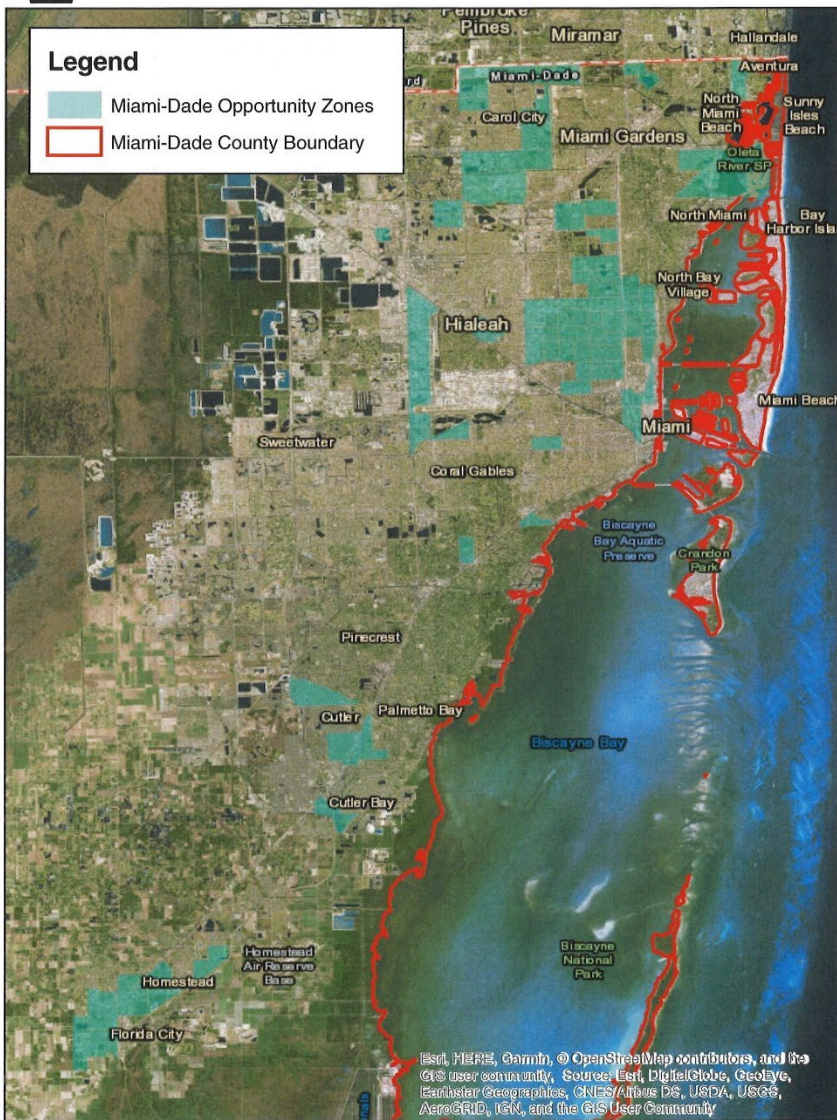 Pembroke
Pines
Miramar
Hallandale
Legend
Miami-Dade Opportunity Zones
Miami-Dade County Boundary
rd
Miami-Dade
Aventura
Carol City
North
Miami
Beach
Sunny
Isles
Beach
Miami Gardens
Oleta
River SP
North Miami
Bay
Harbor Isla
North Bay
Village
Hialeah
Miami Beach
Sweetwater
Miami
Coral Gables
Biscayne
Bay Aquatic
Preserve
Crandon
Park
Pinecrest
Cutler
Palmetto Bay
Biscayne Bay
Cutler Bay
Homestead
Air Reserve
Base
Biscayne
National
Park
Homestead
Florida City
Esri, HERE, Garmin, © OpenStreetMap contributors, and the
GIS user community, Source: Esri, DigitalGlobe, GeoEye,
Earthstar Geographics, CNES/Airbus DS, USDA, USGS,
AeroGRID, IGN, and the GIS User Community